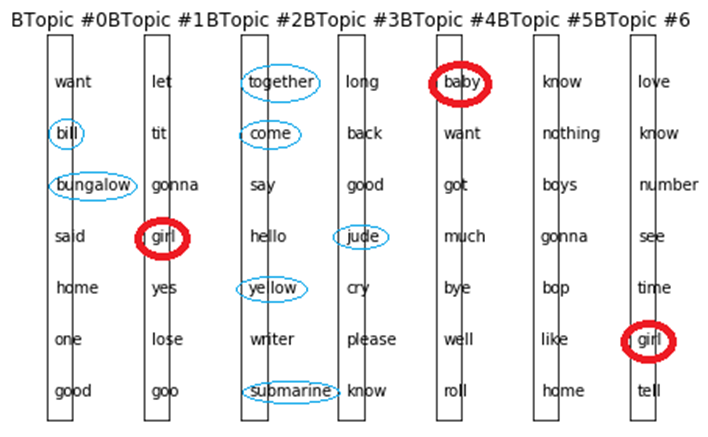 BTopic #0BTopic #1BTopic #2BTopic #3BTopic #4BTopic #5BTopic #6
want let together long baby know love
bill tit come back want nothing know
bungalow gonna say good got boys number
said girl hello jude much gonna see
home yes yellow cry bye bop time
one lose writer please well like girl
good goo submarine know roll home tell